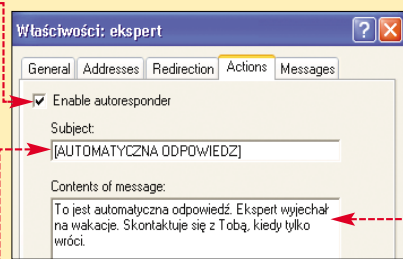 Właściwości: ekspert
General Addresses Redirection Actions Messages
Enable autoresponder
Subject:
[AUTOMATYCZNA ODPOWIEDZ]
Contents of message:
To jest automatyczna odpowiedź. Ekspert wyjechał
na wakacje. Skontaktuje się z Tobą, kiedy tylko
wróci.